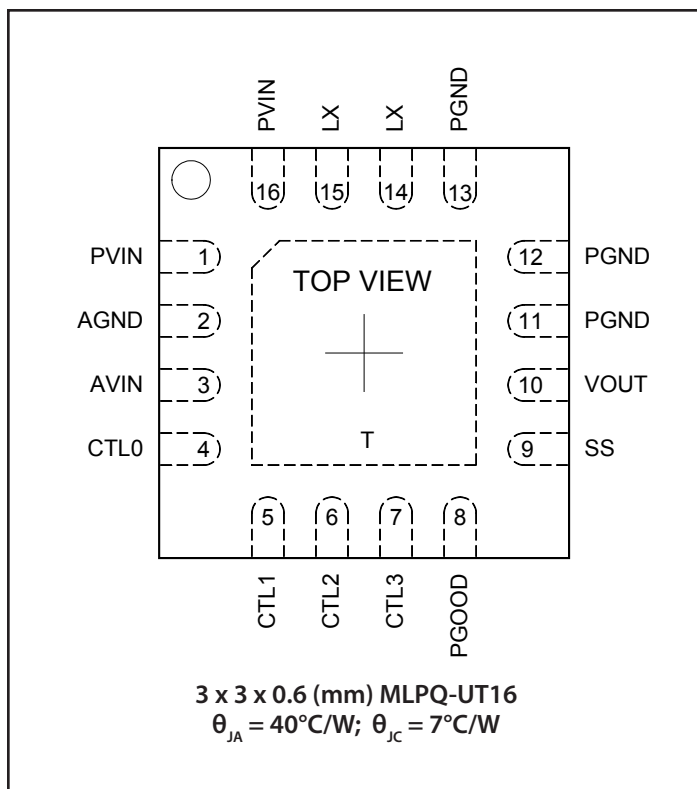 PVIN LX LX PGND
16 15 14 13
PVIN 1 12 PGND
TOP VIEW
AGND 2 11 PGND
AVIN 3 10 VOUT
T
CTL0 4 9 SS
5 6 7 8
CTL1 CTL2 CTL3 PGOOD
3 x 3 x 0.6 (mm) MLPQ-UT16
θJA = 40°C/W; θJC = 7°C/W